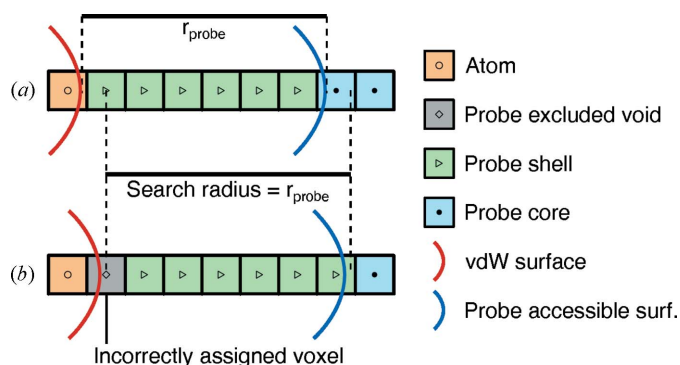 r_probe
(a)
Search radius = r_probe
(b)
Incorrectly assigned voxel
Atom
Probe excluded void
Probe shell
Probe core
vdW surface
Probe accessible surf.